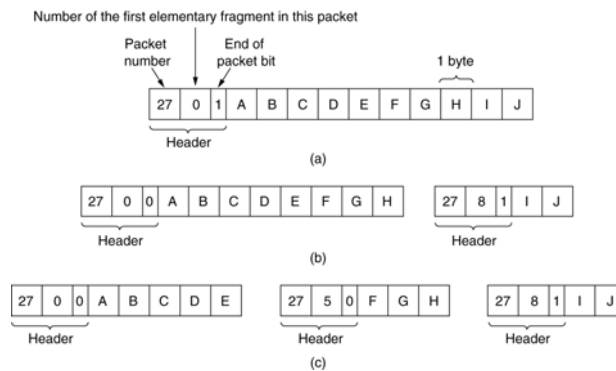 Number of the first elementary fragment in this packet
Packet number
End of packet bit
1 byte
27 0 1 A B C D E F G H I J
Header
(a)
27 0 0 A B C D E F G H
27 8 1 I J
Header
Header
(b)
27 0 0 A B C D E
27 5 0 F G H
27 8 1 I J
Header
Header
Header
(c)